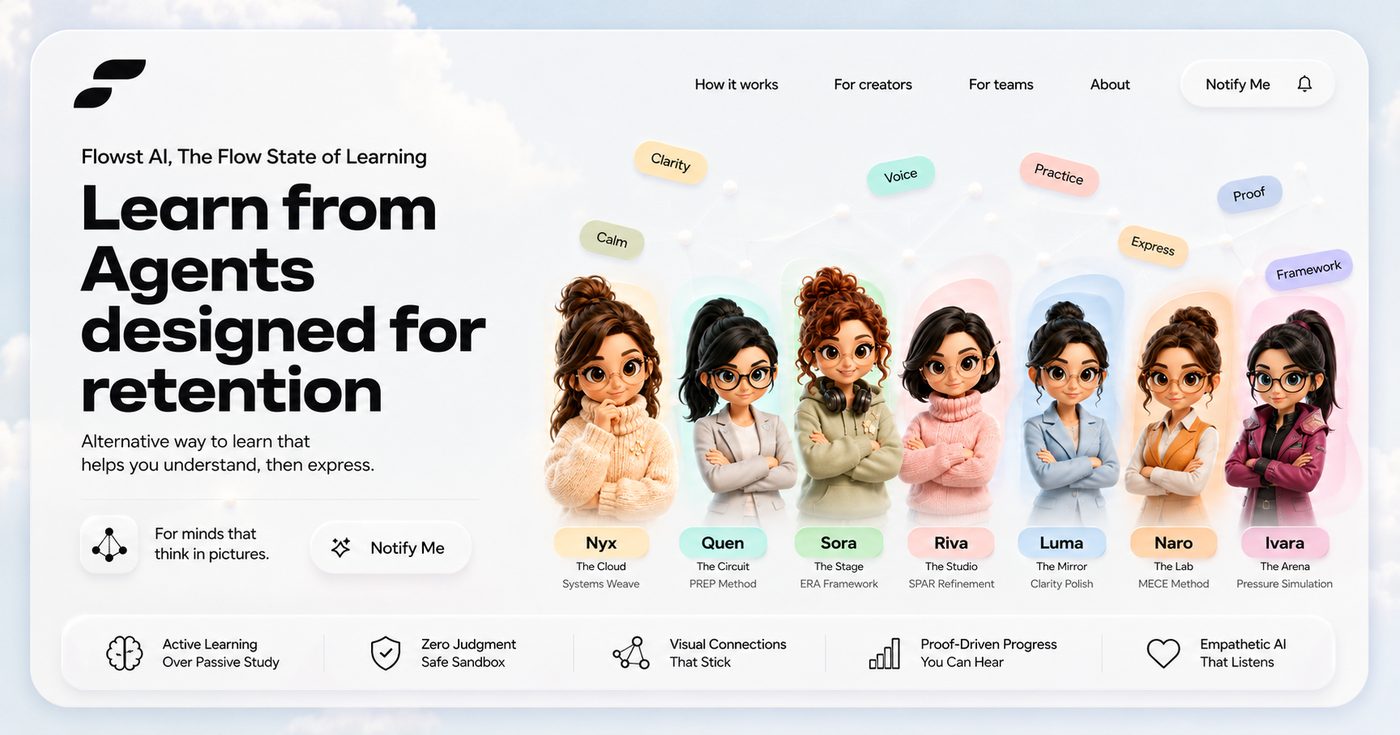 How it works
For creators
For teams
About
Notify Me
Flowst AI, The Flow State of Learning
Learn from
Agents
designed for
retention
Alternative way to learn that
helps you understand, then express.
For minds that
think in pictures.
Notify Me
Clarity
Calm
Voice
Practice
Express
Proof
Framework
Nyx
The Cloud
Systems Weave
Quen
The Circuit
PREP Method
Sora
The Stage
ERA Framework
Riva
The Studio
SPAR Refinement
Luma
The Mirror
Clarity Polish
Naro
The Lab
MECE Method
Ivara
The Arena
Pressure Simulation
Active Learning
Over Passive Study
Zero Judgment
Safe Sandbox
Visual Connections
That Stick
Proof-Driven Progress
You Can Hear
Empathetic AI
That Listens